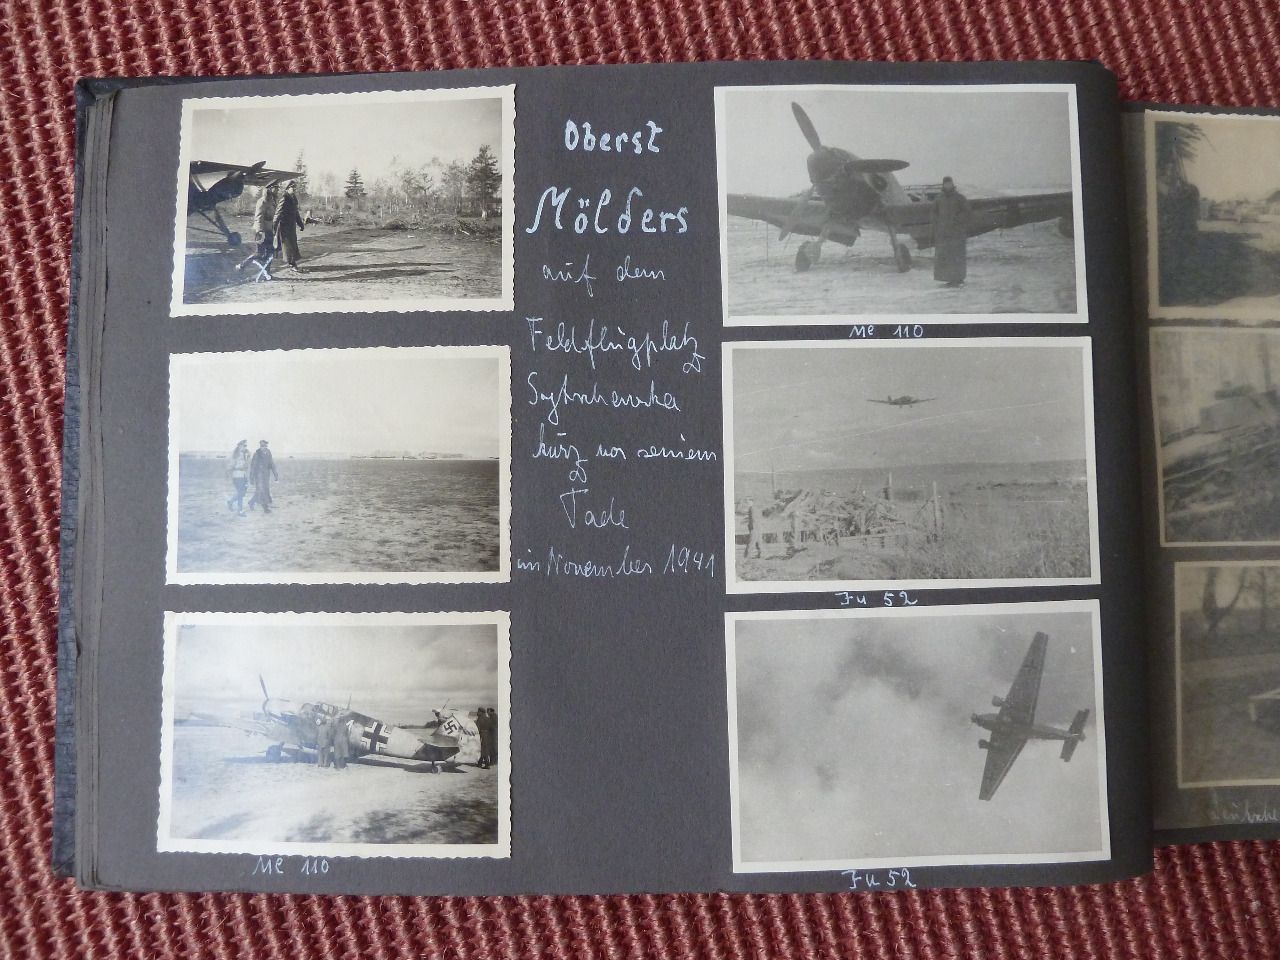 Oberst
Mölders
auf dem
Feldflugplatz
Sytschewka
kurz vor seinem
Tode
im November 1941
Me 110
Me 110
Ju 52
Ju 52